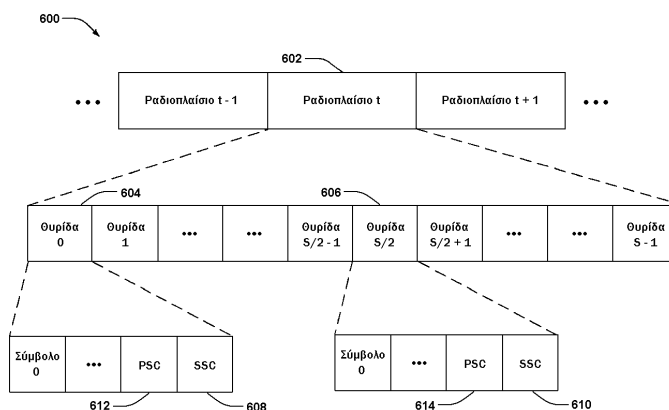 600
602
••• Ραδιοπλαίσιο t - 1 Ραδιοπλαίσιο t Ραδιοπλαίσιο t + 1 •••
604 606
Θυρίδα Θυρίδα ••• ••• Θυρίδα Θυρίδα Θυρίδα ••• ••• Θυρίδα
0 1 S/2 - 1 S/2 S/2 + 1 S - 1
Σύμβολο ••• PSC SSC Σύμβολο ••• PSC SSC
0 0
612 608 614 610